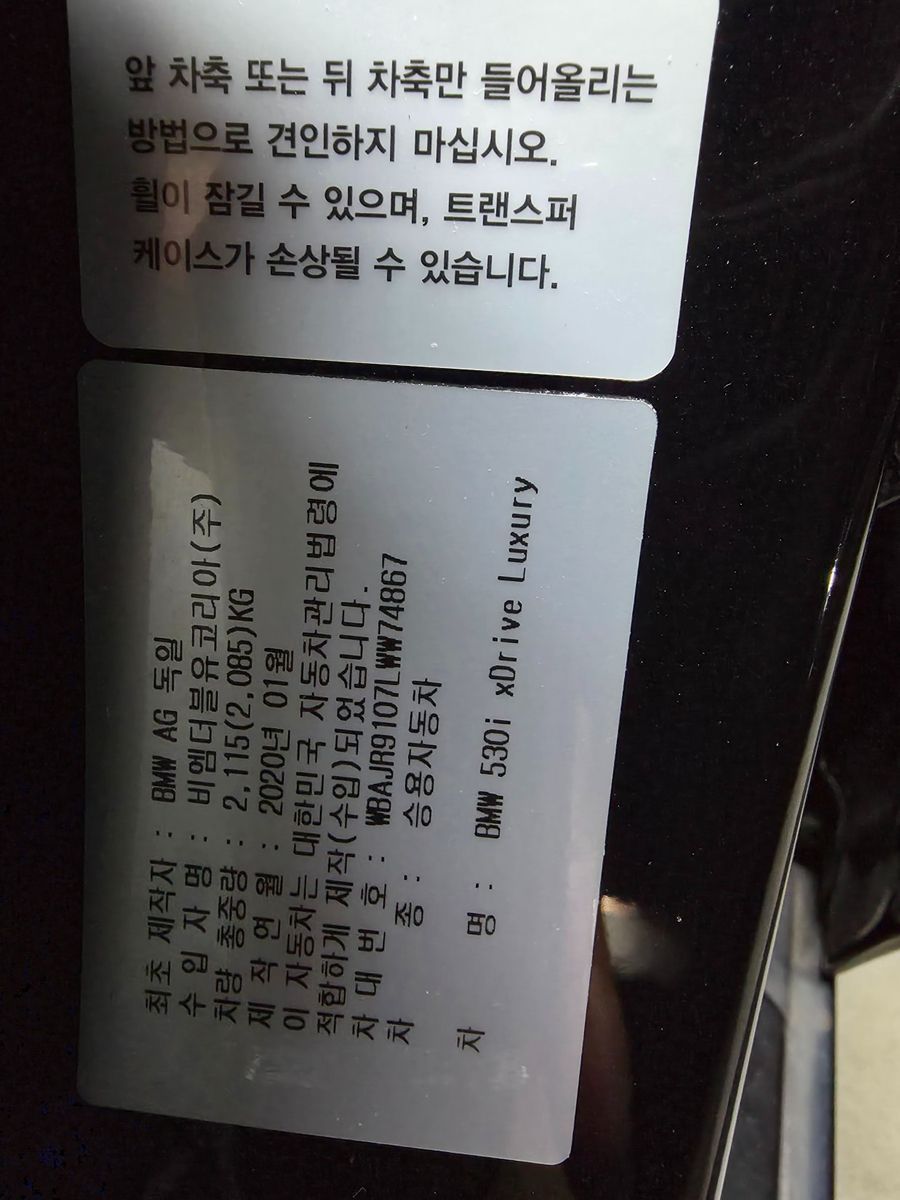 앞 차축 또는 뒤 차축만 들어올리는
방법으로 견인하지 마십시오.
휠이 잠길 수 있으며, 트랜스퍼
케이스가 손상될 수 있습니다.
최초 제작자 : BMW AG 독일
수 입 자 명 : 비엠더블유코리아(주)
차량 총중량 : 2,115(2,085)KG
제 작 연 월 : 2020년 01월
이 자동차는 대한민국 자동차관리법령에
적합하게 제작(수입)되었습니다.
차 대 번 호 : WBAJR9107LWW74867
차 종 : 승용자동차
차 명 : BMW 530i xDrive Luxury